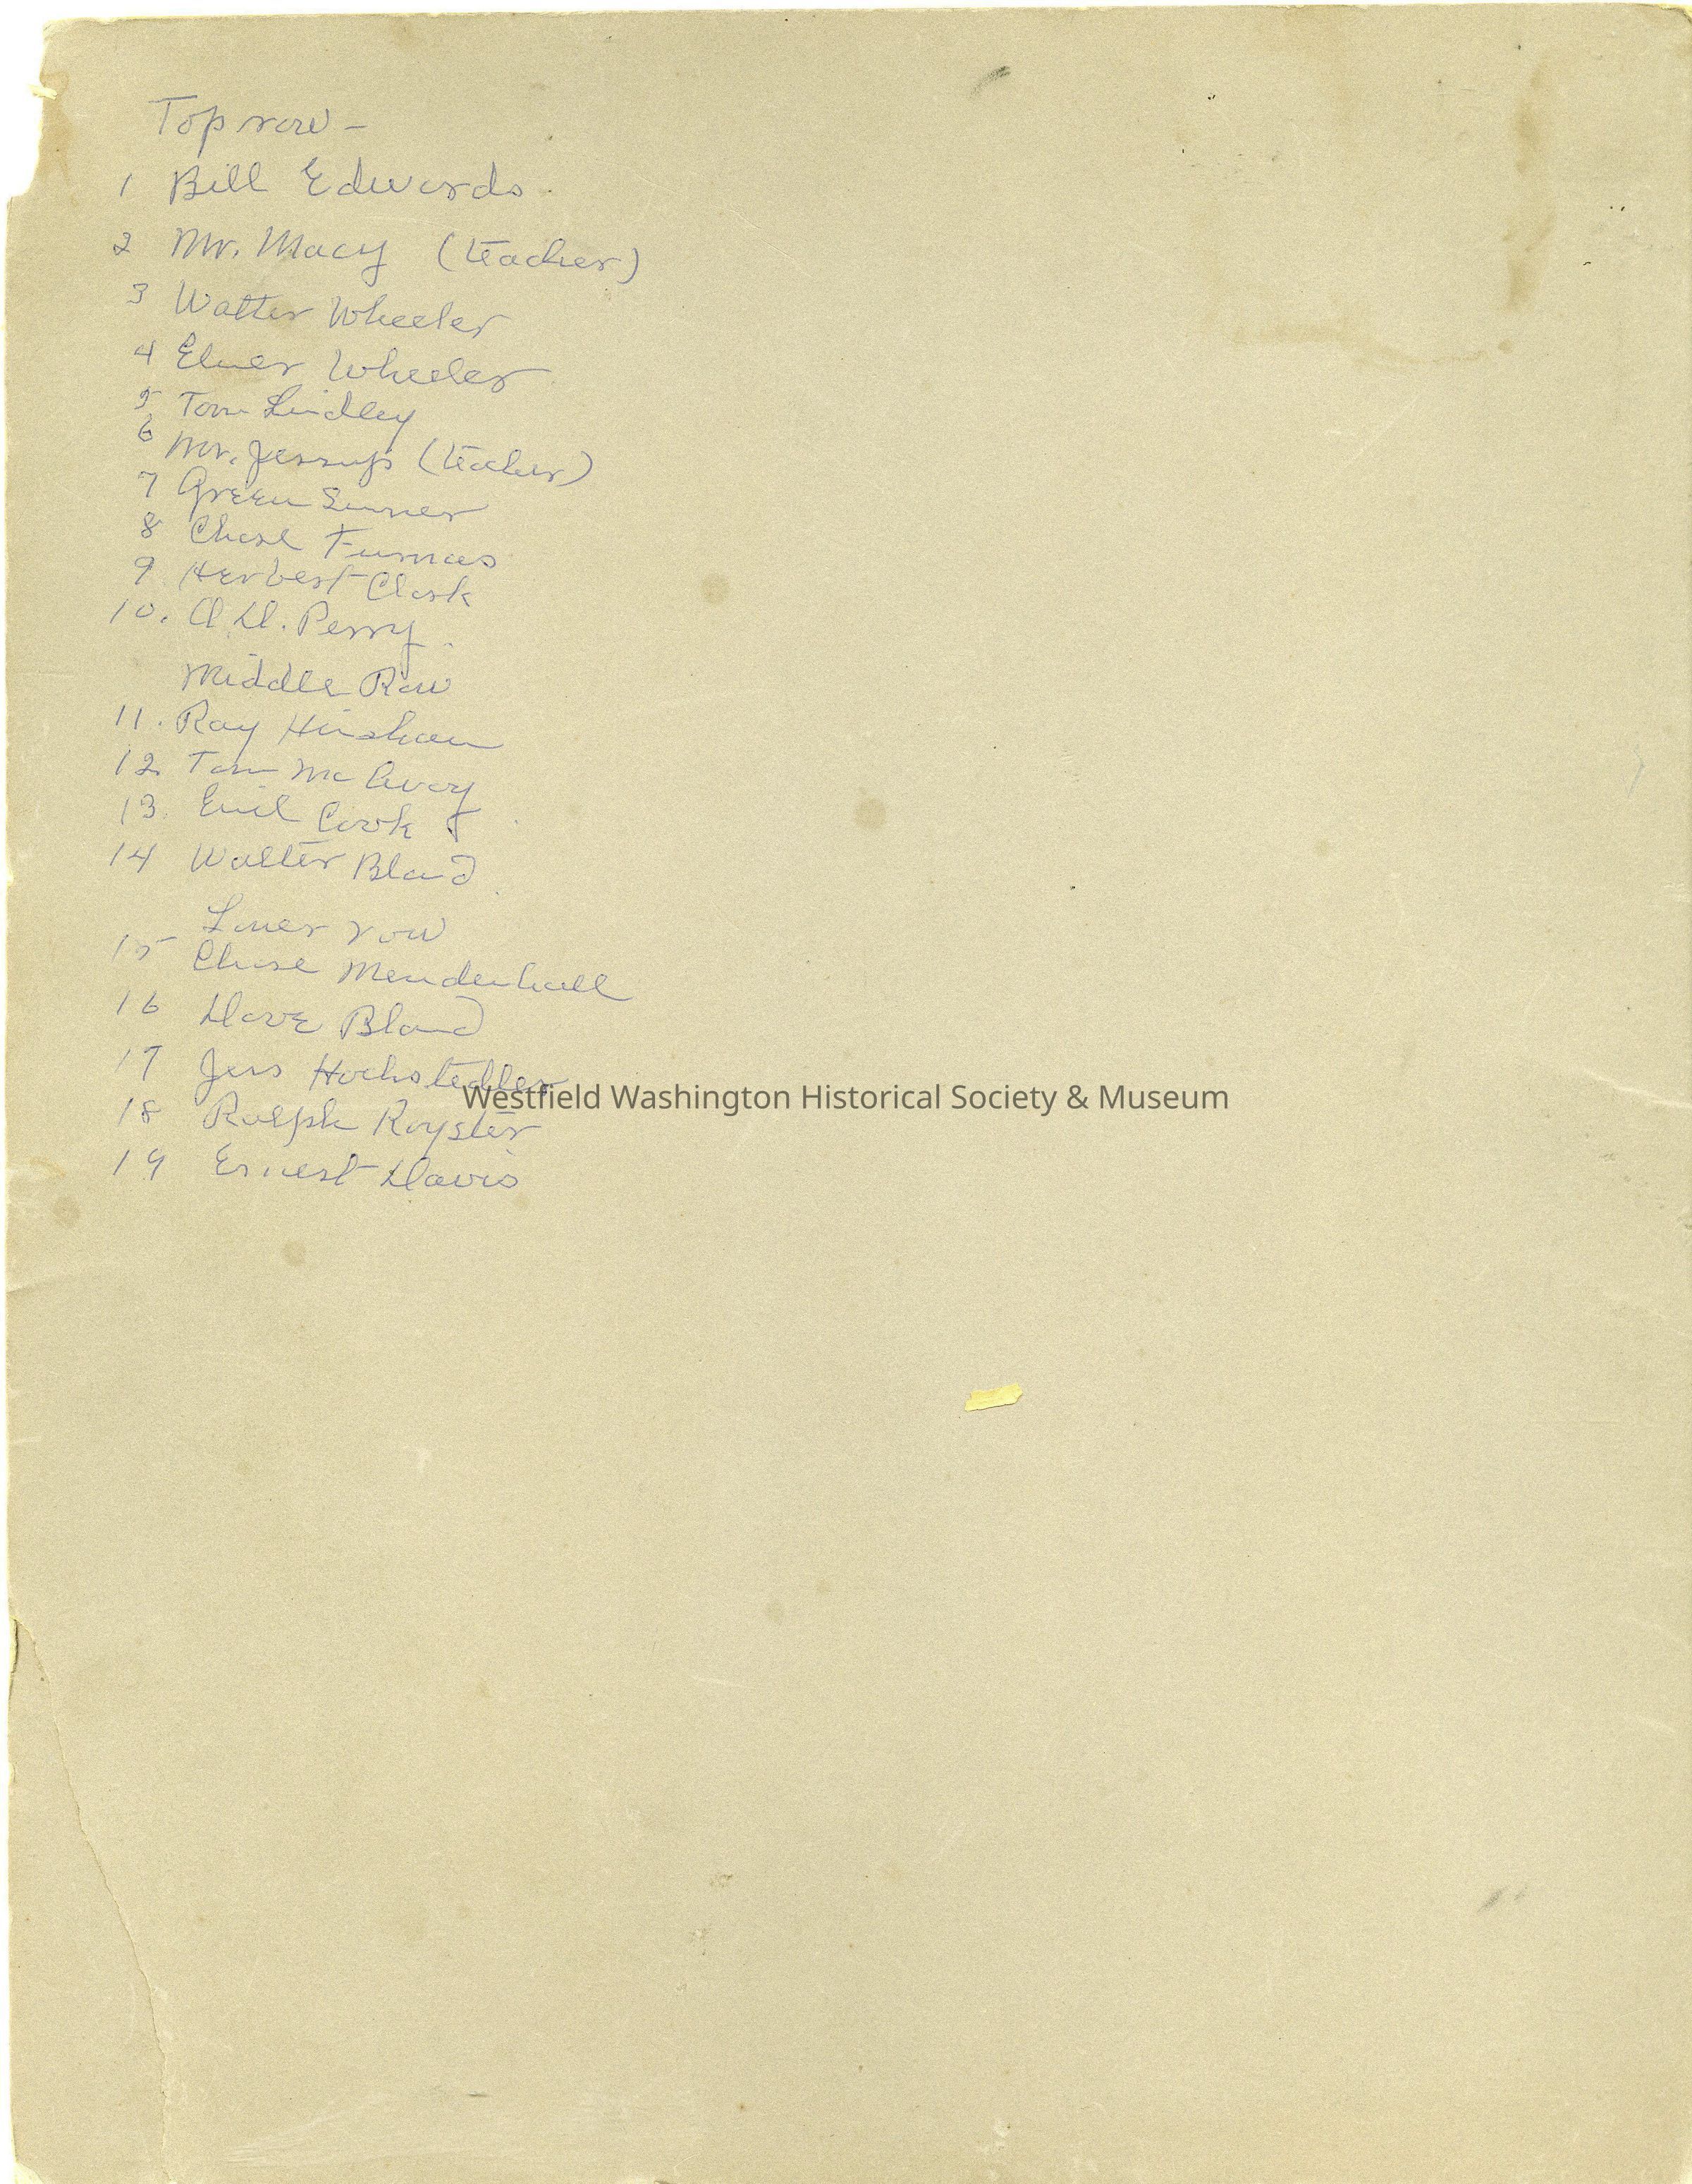 Top row -
1 Bill Edwards
2 Mr. Macy (teacher)
3 Walter Wheeler
4 Elmer Wheeler
5 Tom Lindley
6 Mr. Jessup (teacher)
7 Green Sumner
8 Chase Furnas
9. Herbert Clark
10. A. D. Perry
Middle Row
11. Ray Hinshaw
12. Tom McAvoy
13. Emil Cook
14 Walter Bland
Lower row
15 Chase Mendenhall
16 Dave Bland
17 Jess Hochstedler
Westfield Washington Historical Society & Museum
18 Ralph Royster
19 Ernest Davis